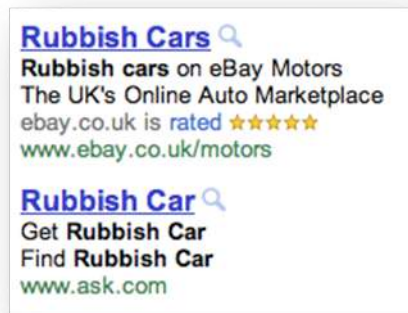 Rubbish Cars
Rubbish cars on eBay Motors
The UK's Online Auto Marketplace
ebay.co.uk is rated
www.ebay.co.uk/motors
Rubbish Car
Get Rubbish Car
Find Rubbish Car
www.ask.com